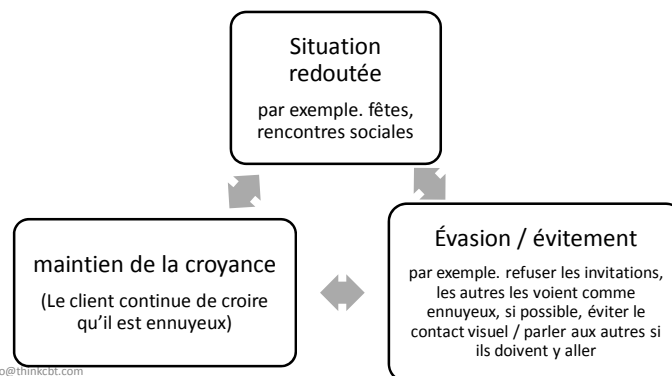 Situation
redoutée
par exemple. fêtes,
rencontres sociales
maintien de la croyance
(Le client continue de croire
qu'il est ennuyeux)
Évasion / évitement
par exemple. refuser les invitations,
les autres les voient comme
ennuyeux, si possible, éviter le
contact visuel / parler aux autres si
ils doivent y aller
o@thinkcbt.com